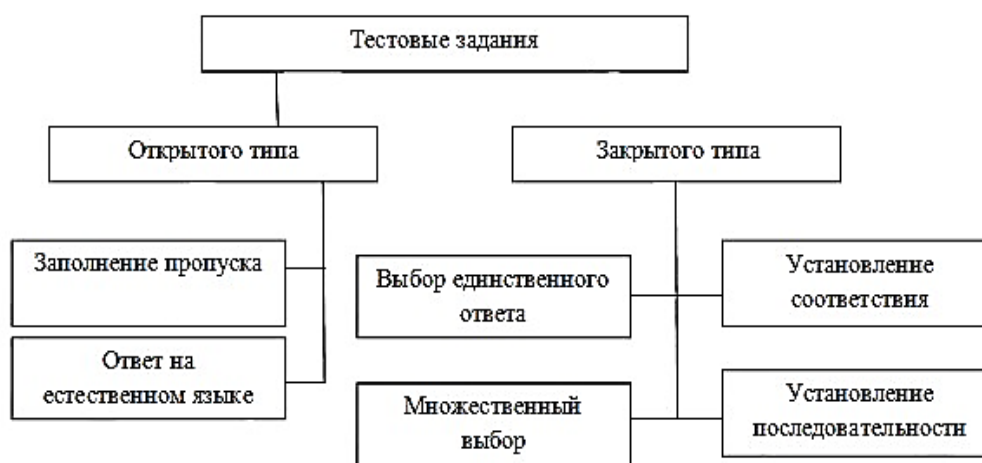 Тестовые задания
Открытого типа
Закрытого типа
Заполнение пропуска
Ответ на
естественном языке
Выбор единственного
ответа
Установление
соответствия
Множественный
выбор
Установление
последовательности